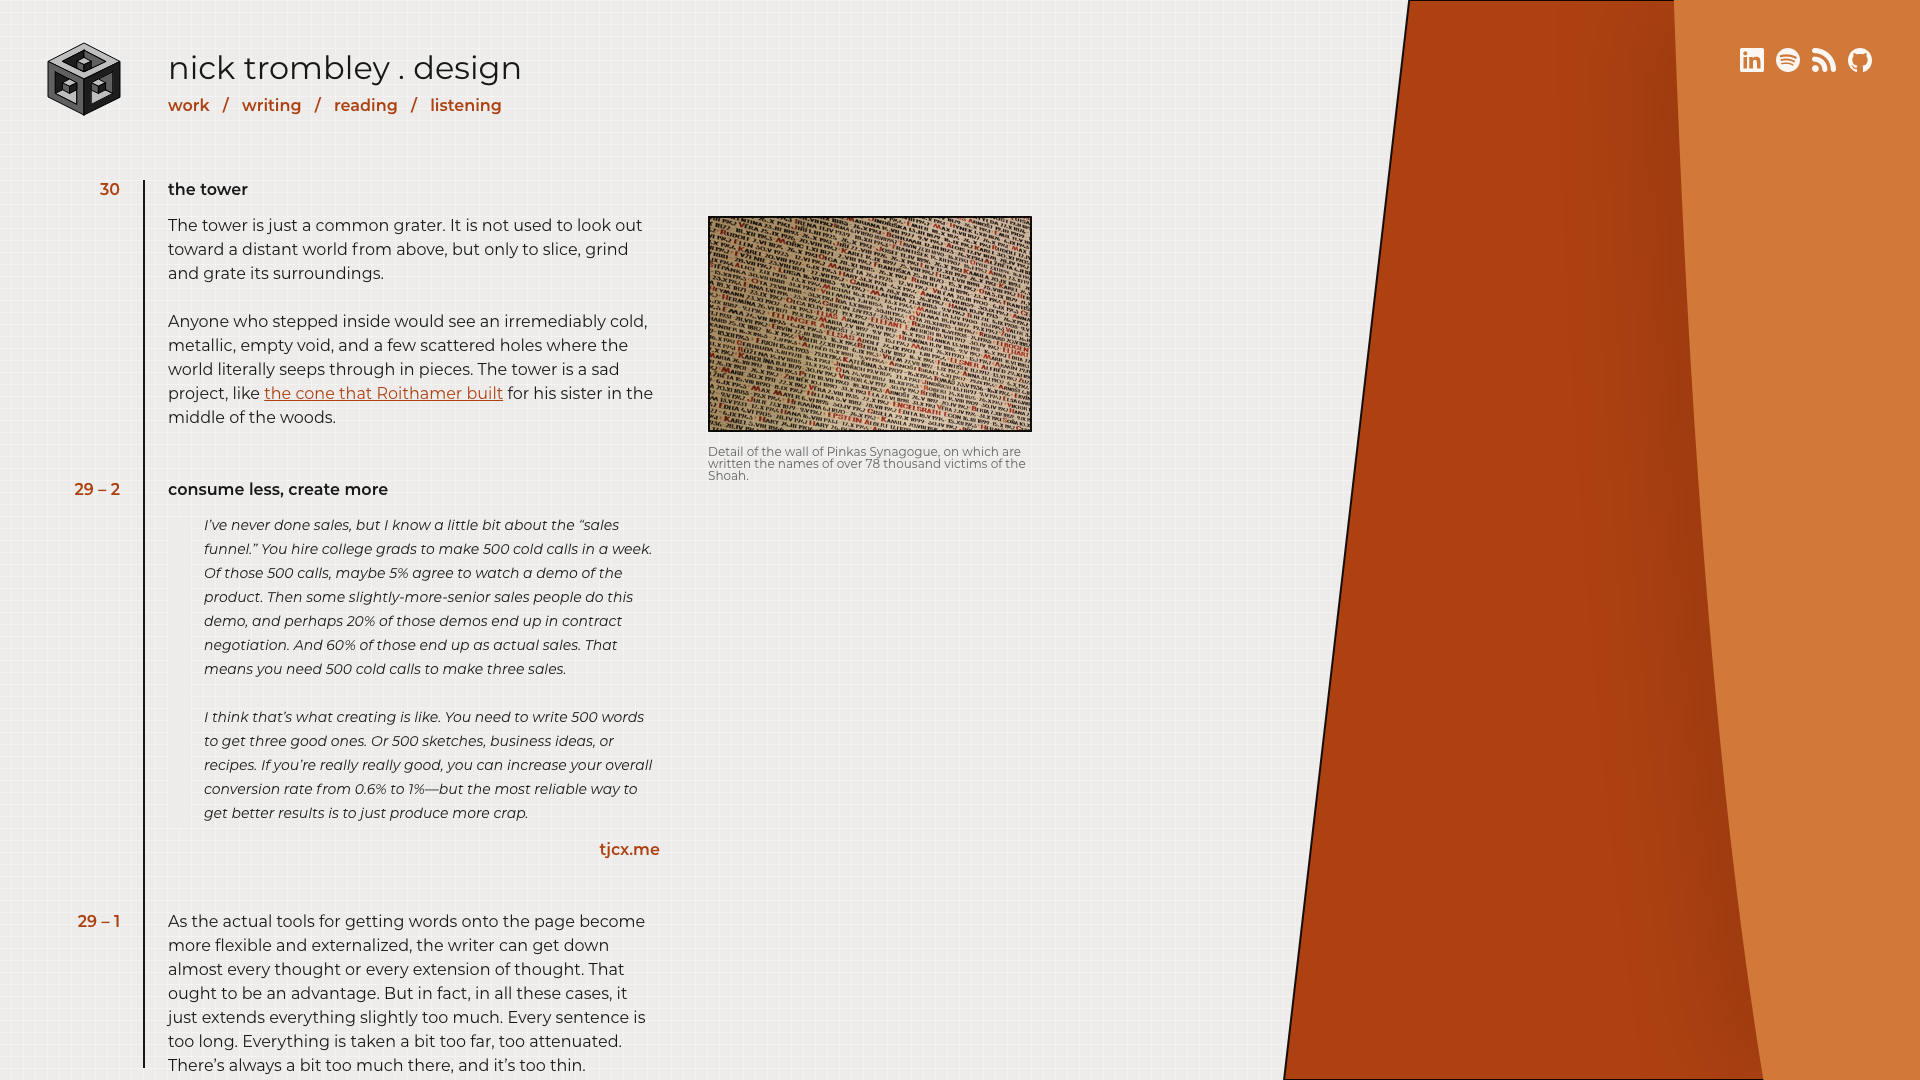 nick trombley . design
work / writing / reading / listening
30
the tower
The tower is just a common grater. It is not used to look out
toward a distant world from above, but only to slice, grind
and grate its surroundings.
Anyone who stepped inside would see an irremediably cold,
metallic, empty void, and a few scattered holes where the
world literally seeps through in pieces. The tower is a sad
project, like the cone that Roithamer built for his sister in the
middle of the woods.
Detail of the wall of Pinkas Synagogue, on which are
written the names of over 78 thousand victims of the
Shoah.
29 – 2
consume less, create more
I’ve never done sales, but I know a little bit about the “sales
funnel.” You hire college grads to make 500 cold calls in a week.
Of those 500 calls, maybe 5% agree to watch a demo of the
product. Then some slightly-more-senior sales people do this
demo, and perhaps 20% of those demos end up in contract
negotiation. And 60% of those end up as actual sales. That
means you need 500 cold calls to make three sales.
I think that’s what creating is like. You need to write 500 words
to get three good ones. Or 500 sketches, business ideas, or
recipes. If you’re really really good, you can increase your overall
conversion rate from 0.6% to 1%—but the most reliable way to
get better results is to just produce more crap.
tjcx.me
29 – 1
As the actual tools for getting words onto the page become
more flexible and externalized, the writer can get down
almost every thought or every extension of thought. That
ought to be an advantage. But in fact, in all these cases, it
just extends everything slightly too much. Every sentence is
too long. Everything is taken a bit too far, too attenuated.
There’s always a bit too much there, and it’s too thin.